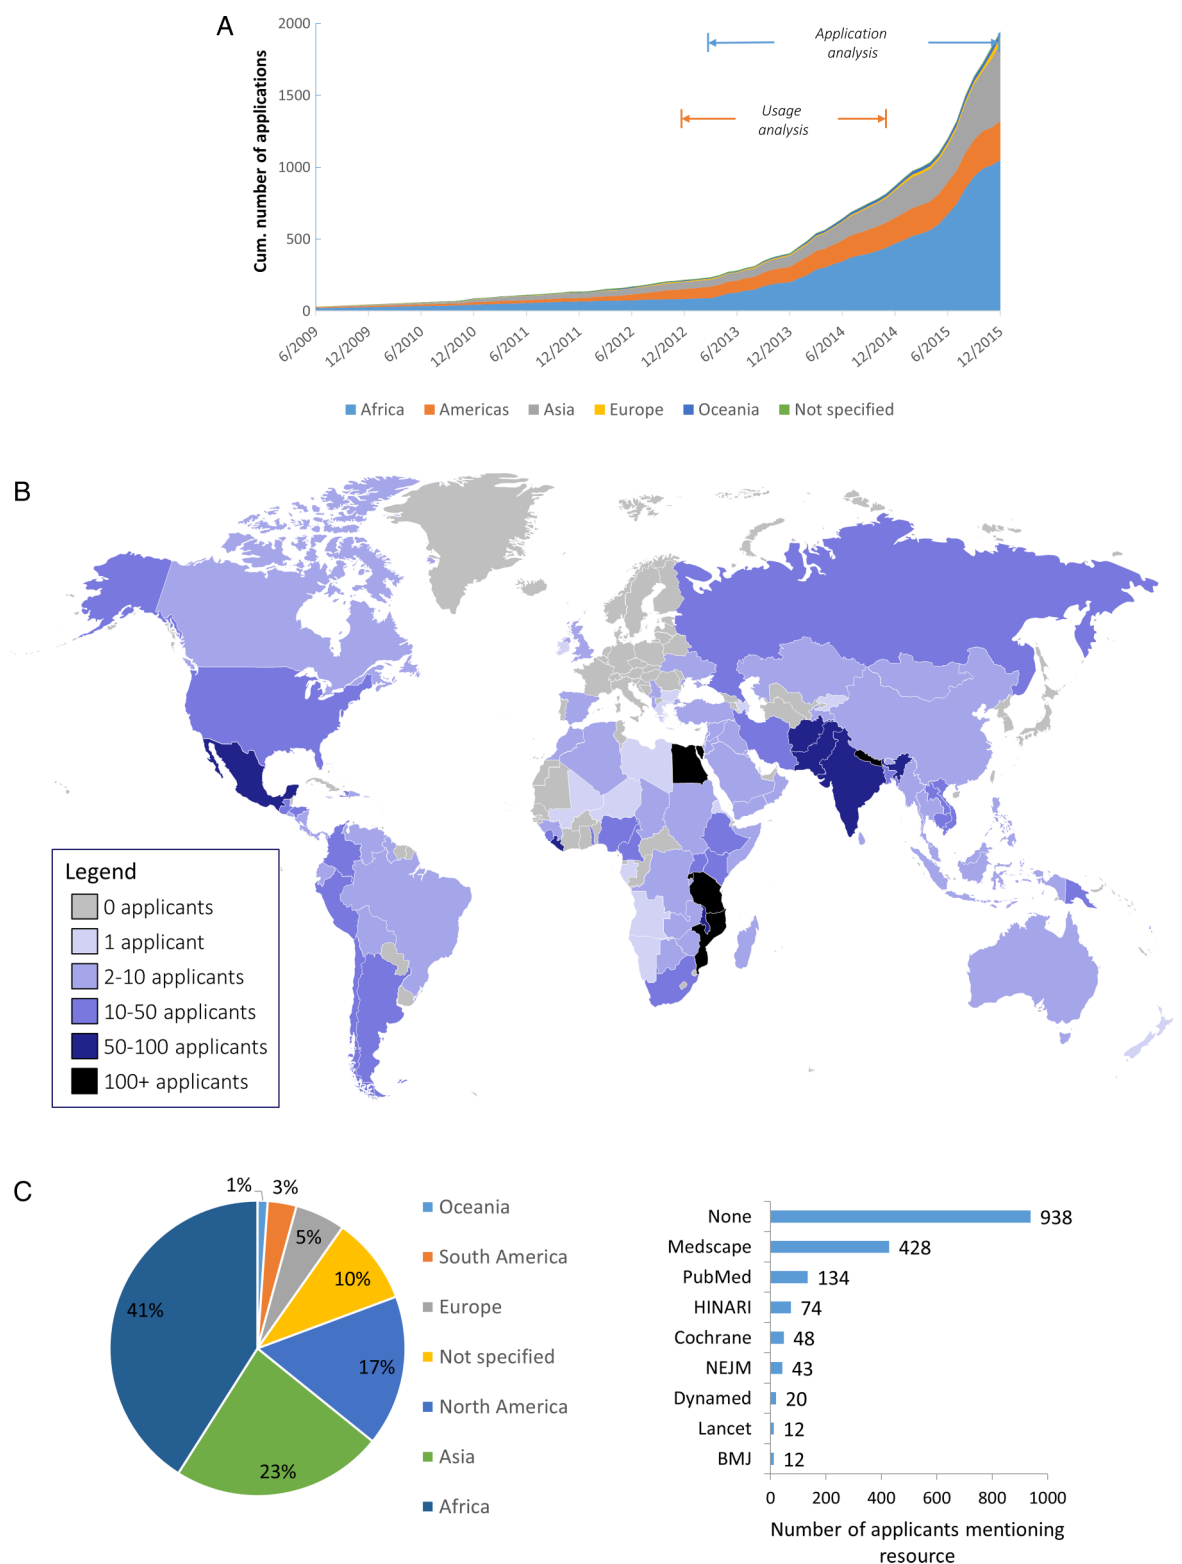 A
Cum. number of applications
2000
1500
1000
500
0
Application
analysis
Usage
analysis
6/2009
12/2009
6/2010
12/2010
6/2011
12/2011
6/2012
12/2012
6/2013
12/2013
6/2014
12/2014
6/2015
12/2015
Africa
Americas
Asia
Europe
Oceania
Not specified
B
Legend
0 applicants
1 applicant
2-10 applicants
10-50 applicants
50-100 applicants
100+ applicants
C
1%
3%
5%
10%
17%
23%
41%
Oceania
South America
Europe
Not specified
North America
Asia
Africa
None 938
Medscape 428
PubMed 134
HINARI 74
Cochrane 48
NEJM 43
Dynamed 20
Lancet 12
BMJ 12
0 200 400 600 800 1000
Number of applicants mentioning
resource